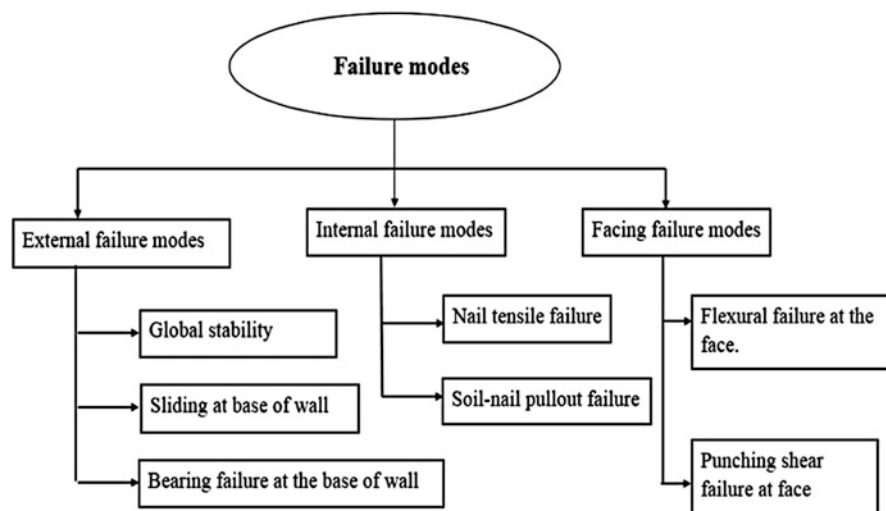 Failure modes
External failure modes
Internal failure modes
Facing failure modes
Global stability
Sliding at base of wall
Bearing failure at the base of wall
Nail tensile failure
Soil-nail pullout failure
Flexural failure at the
face.
Punching shear
failure at face